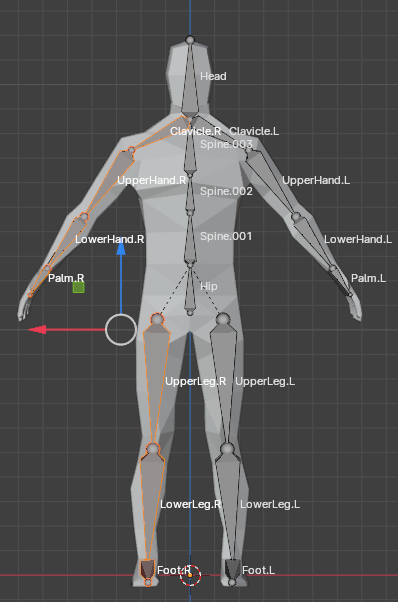 Head
Clavicle.R
Clavicle.L
Spine.003
UpperHand.R
UpperHand.L
Spine.002
Spine.001
LowerHand.R
LowerHand.L
Palm.R
Palm.L
Hip
UpperLeg.R
UpperLeg.L
LowerLeg.R
LowerLeg.L
Foot.R
Foot.L